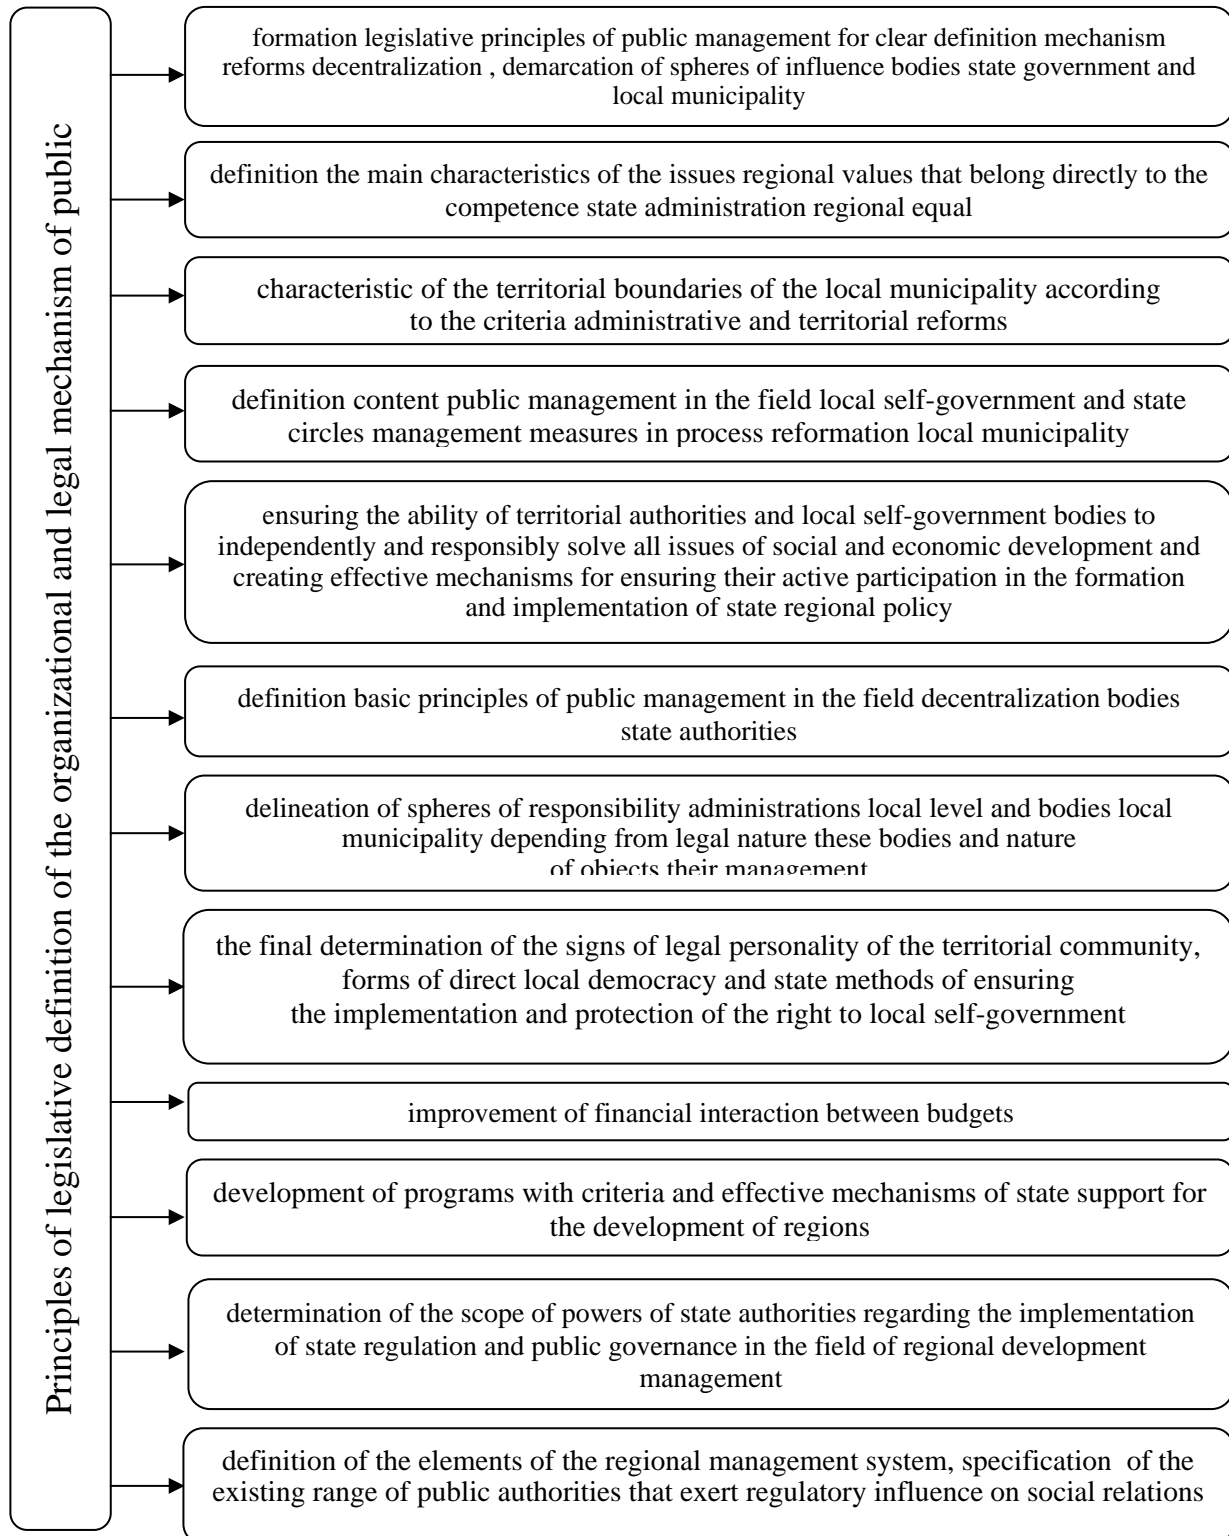 Principles of legislative definition of the organizational and legal mechanism of public
formation legislative principles of public management for clear definition mechanism
reforms decentralization , demarcation of spheres of influence bodies state government and
local municipality
definition the main characteristics of the issues regional values that belong directly to the
competence state administration regional equal
characteristic of the territorial boundaries of the local municipality according
to the criteria administrative and territorial reforms
definition content public management in the field local self-government and state
circles management measures in process reformation local municipality
ensuring the ability of territorial authorities and local self-government bodies to
independently and responsibly solve all issues of social and economic development and
creating effective mechanisms for ensuring their active participation in the formation
and implementation of state regional policy
definition basic principles of public management in the field decentralization bodies
state authorities
delineation of spheres of responsibility administrations local level and bodies local
municipality depending from legal nature these bodies and nature
of objects their management
the final determination of the signs of legal personality of the territorial community,
forms of direct local democracy and state methods of ensuring
the implementation and protection of the right to local self-government
improvement of financial interaction between budgets
development of programs with criteria and effective mechanisms of state support for
the development of regions
determination of the scope of powers of state authorities regarding the implementation
of state regulation and public governance in the field of regional development
management
definition of the elements of the regional management system, specification of the
existing range of public authorities that exert regulatory influence on social relations